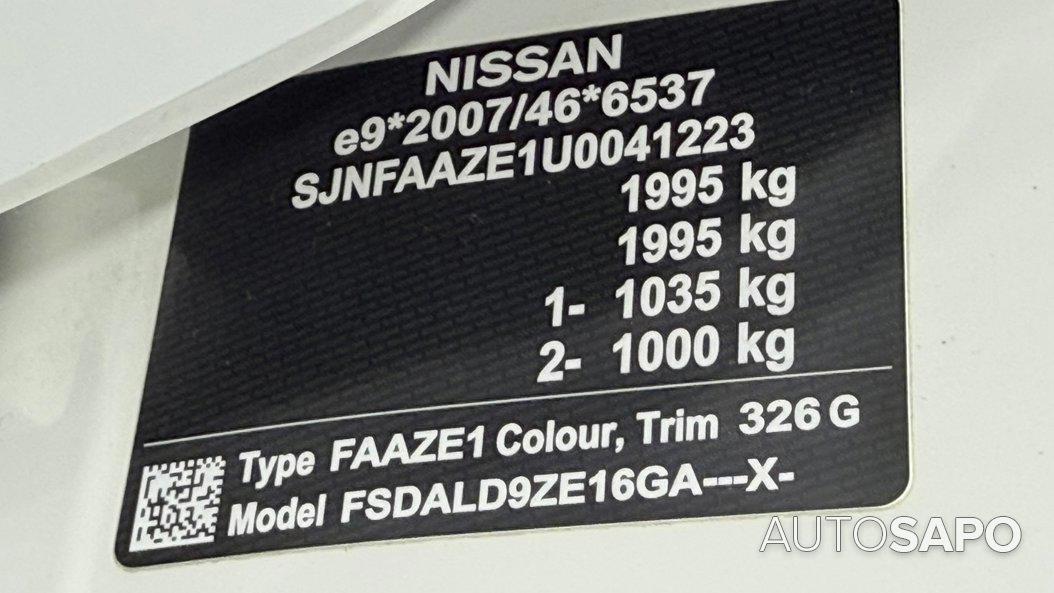 NISSAN
e9*2007/46*6537
SJNFAAZE1U0041223
1995 kg
1995 kg
1- 1035 kg
2- 1000 kg
Type FAAZE1 Colour, Trim 326 G
Model FSDALD9ZE16GA---X-
AUTOSAPO